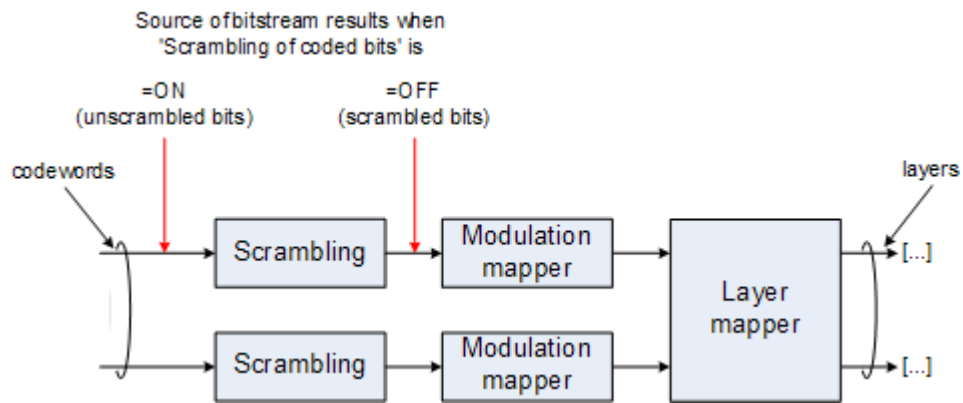 Source of bitstream results when
'Scrambling of coded bits' is
=ON
(unscrambled bits)
=OFF
(scrambled bits)
codewords
layers
Scrambling
Modulation
mapper
Layer
mapper
[...]
Scrambling
Modulation
mapper
[...]